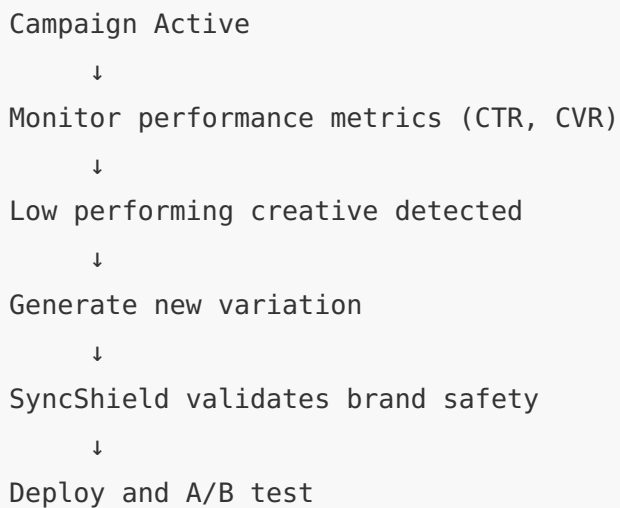 Campaign Active
↓
Monitor performance metrics (CTR, CVR)
↓
Low performing creative detected
↓
Generate new variation
↓
SyncShield validates brand safety
↓
Deploy and A/B test